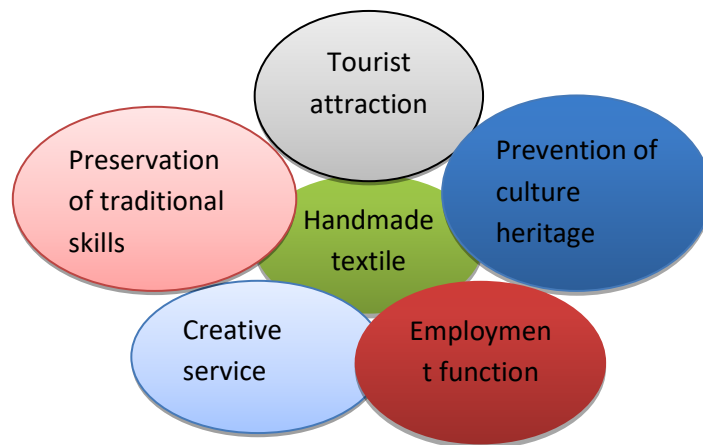 Tourist
attraction
Preservation
of traditional
skills
Prevention of
culture
heritage
Handmade
textile
Creative
service
Employmen
t function